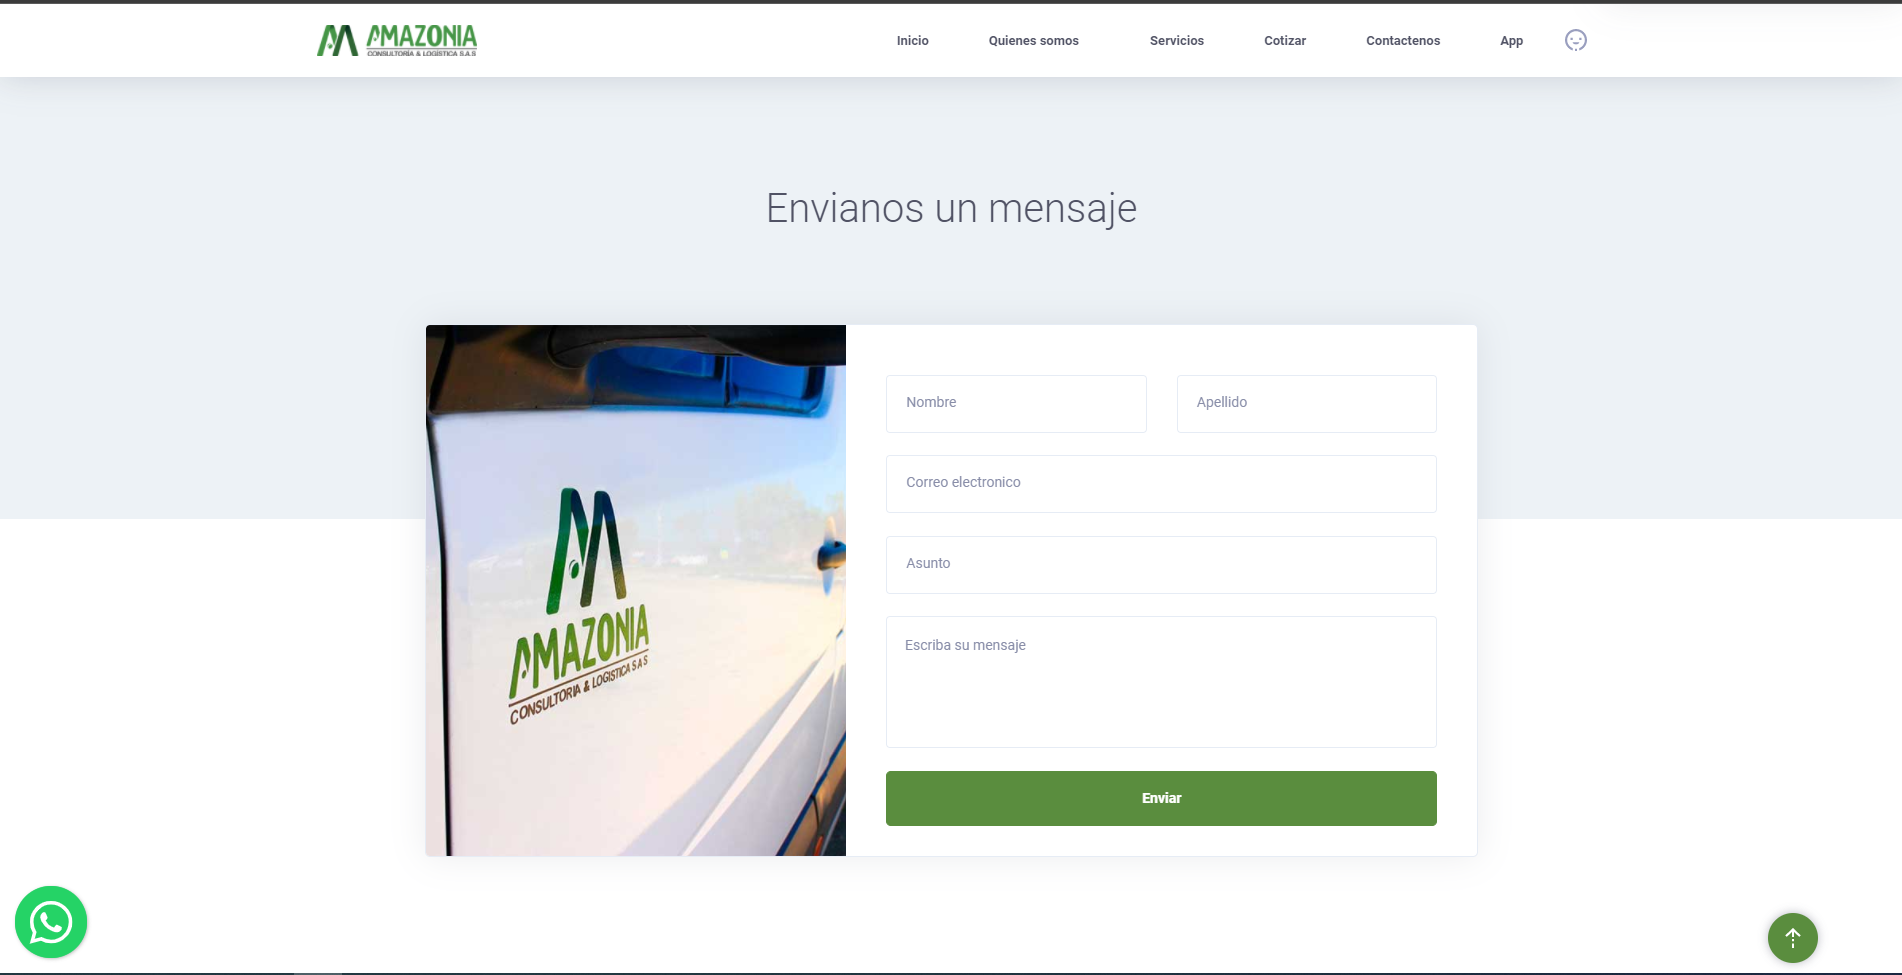 AMAZONIA
CONSULTORÍA & LOGÍSTICA S.A.S
Inicio
Quienes somos
Servicios
Cotizar
Contactenos
App
Envianos un mensaje
AMAZONIA
CONSULTORIA & LOGISTICA SAS
Nombre
Apellido
Correo electronico
Asunto
Escriba su mensaje
Enviar